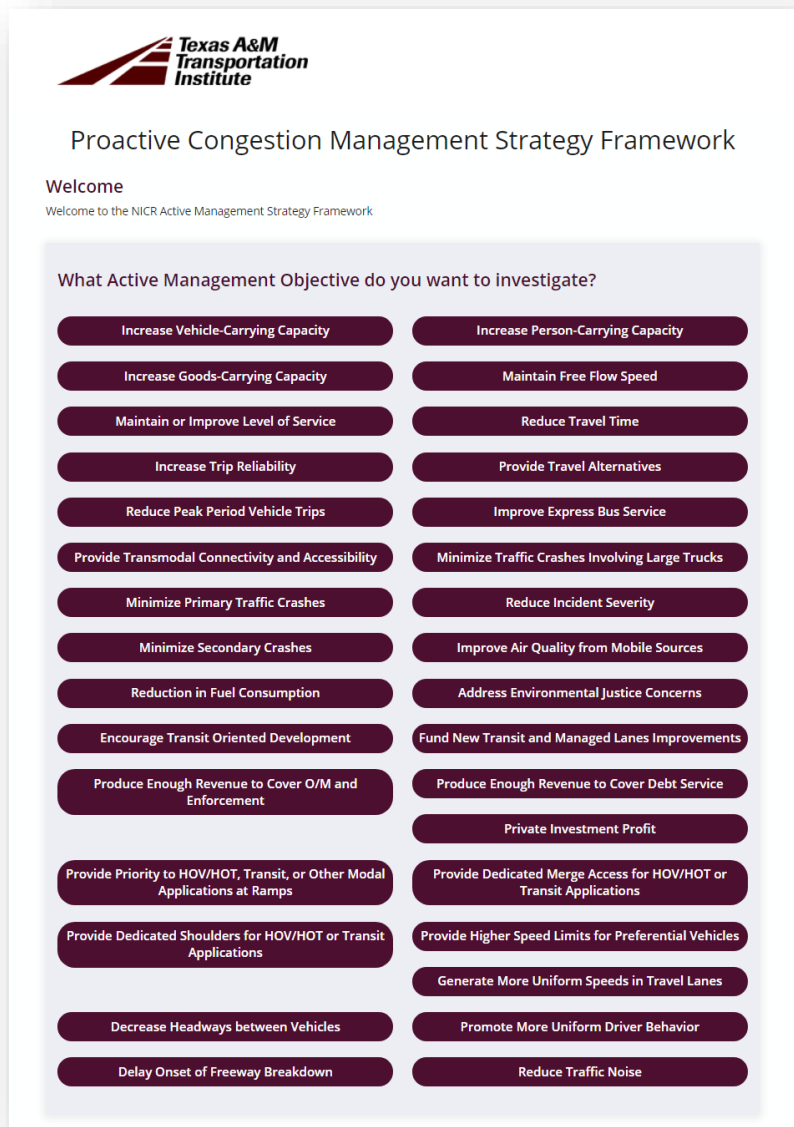 Texas A&M
Transportation
Institute
Proactive Congestion Management Strategy Framework
Welcome
Welcome to the NICR Active Management Strategy Framework
What Active Management Objective do you want to investigate?
Increase Vehicle-Carrying Capacity
Increase Person-Carrying Capacity
Increase Goods-Carrying Capacity
Maintain Free Flow Speed
Maintain or Improve Level of Service
Reduce Travel Time
Increase Trip Reliability
Provide Travel Alternatives
Reduce Peak Period Vehicle Trips
Improve Express Bus Service
Provide Transmodal Connectivity and Accessibility
Minimize Traffic Crashes Involving Large Trucks
Minimize Primary Traffic Crashes
Reduce Incident Severity
Minimize Secondary Crashes
Improve Air Quality from Mobile Sources
Reduction in Fuel Consumption
Address Environmental Justice Concerns
Encourage Transit Oriented Development
Fund New Transit and Managed Lanes Improvements
Produce Enough Revenue to Cover O/M and
Enforcement
Produce Enough Revenue to Cover Debt Service
Private Investment Profit
Provide Priority to HOV/HOT, Transit, or Other Modal
Applications at Ramps
Provide Dedicated Merge Access for HOV/HOT or
Transit Applications
Provide Dedicated Shoulders for HOV/HOT or Transit
Applications
Provide Higher Speed Limits for Preferential Vehicles
Generate More Uniform Speeds in Travel Lanes
Decrease Headways between Vehicles
Promote More Uniform Driver Behavior
Delay Onset of Freeway Breakdown
Reduce Traffic Noise